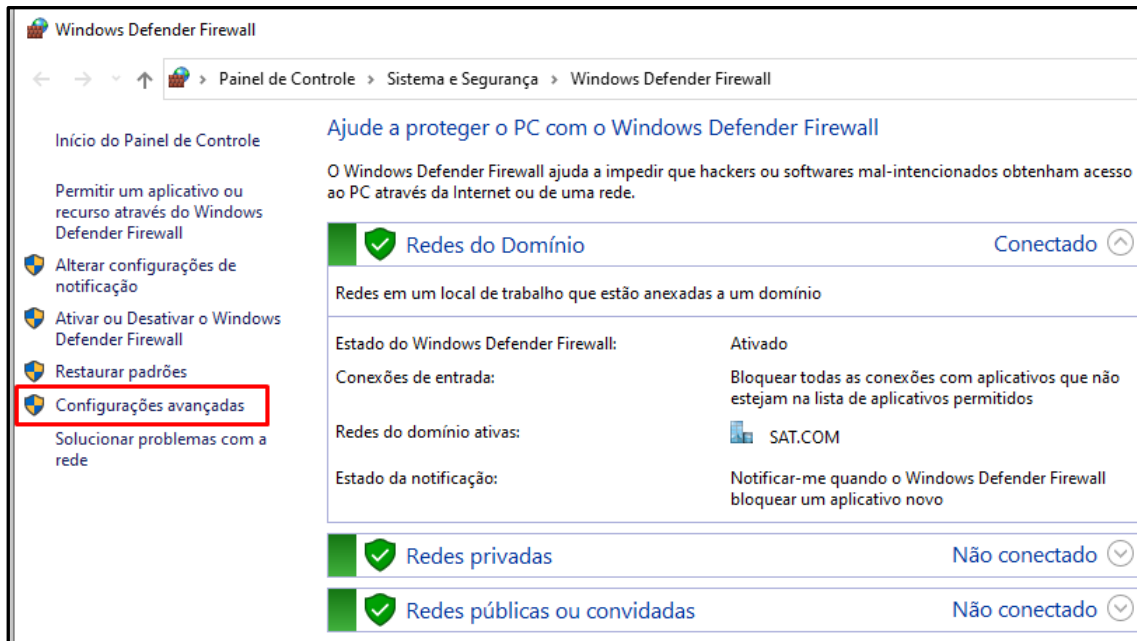 Windows Defender Firewall
Painel de Controle > Sistema e Segurança > Windows Defender Firewall
Início do Painel de Controle
Permitir um aplicativo ou
recurso através do Windows
Defender Firewall
Alterar configurações de
notificação
Ativar ou Desativar o Windows
Defender Firewall
Restaurar padrões
Configurações avançadas
Solucionar problemas com a
rede
Ajude a proteger o PC com o Windows Defender Firewall
O Windows Defender Firewall ajuda a impedir que hackers ou softwares mal-intencionados obtenham acesso
ao PC através da Internet ou de uma rede.
Redes do Domínio Conectado
Redes em um local de trabalho que estão anexadas a um domínio
Estado do Windows Defender Firewall: Ativado
Conexões de entrada: Bloquear todas as conexões com aplicativos que não
estejam na lista de aplicativos permitidos
Redes do domínio ativas: SAT.COM
Estado da notificação: Notificar-me quando o Windows Defender Firewall
bloquear um aplicativo novo
Redes privadas Não conectado
Redes públicas ou convidadas Não conectado